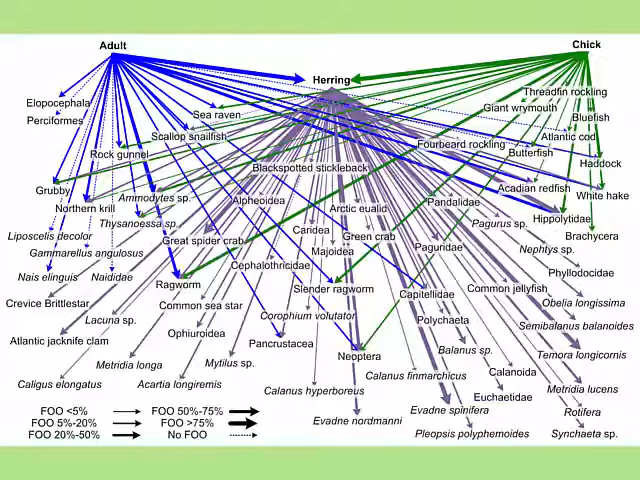 Adult
Chick
Herring
Threadfin rockling
Elopocephala
Giant wrymouth
Sea raven
Bluefish
Perciformes
Scallop snailfish
Atlantic cod
Fourbeard rockling
Rock gunnel
Butterfish
Haddock
Blackspotted stickleback
Grubby
Acadian redfish
White hake
Ammodytes sp.
Alpheoidea
Pandalidae
Northern krill
Arctic eualid
Hippolytidae
Thysanoessa sp.
Pagurus sp.
Caridea
Liposcelis decolor
Great spider crab
Green crab
Brachycera
Paguridae
Nephtys sp.
Gammarellus angulosus
Majoidea
Cephalothricidae
Phyllodocidae
Nais elinguis
Naididae
Ragworm
Slender ragworm
Capitellidae
Common jellyfish
Crevice Brittlestar
Common sea star
Obelia longissima
Lacuna sp.
Corophium volutator
Polychaeta
Semibalanus balanoides
Ophiuroidea
Atlantic jacknife clam
Pancrustacea
Balanus sp.
Neoptera
Temora longicornis
Metridia longa
Mytilus sp.
Calanoida
Calanus finmarchicus
Caligus elongatus
Acartia longiremis
Calanus hyperboreus
Metridia lucens
Euchaetidae
FOO <5%
FOO 50%-75%
Evadne spinifera
Rotifera
FOO 5%-20%
FOO >75%
Evadne nordmanni
FOO 20%-50%
No FOO
Pleopsis polyphemoides
Synchaeta sp.